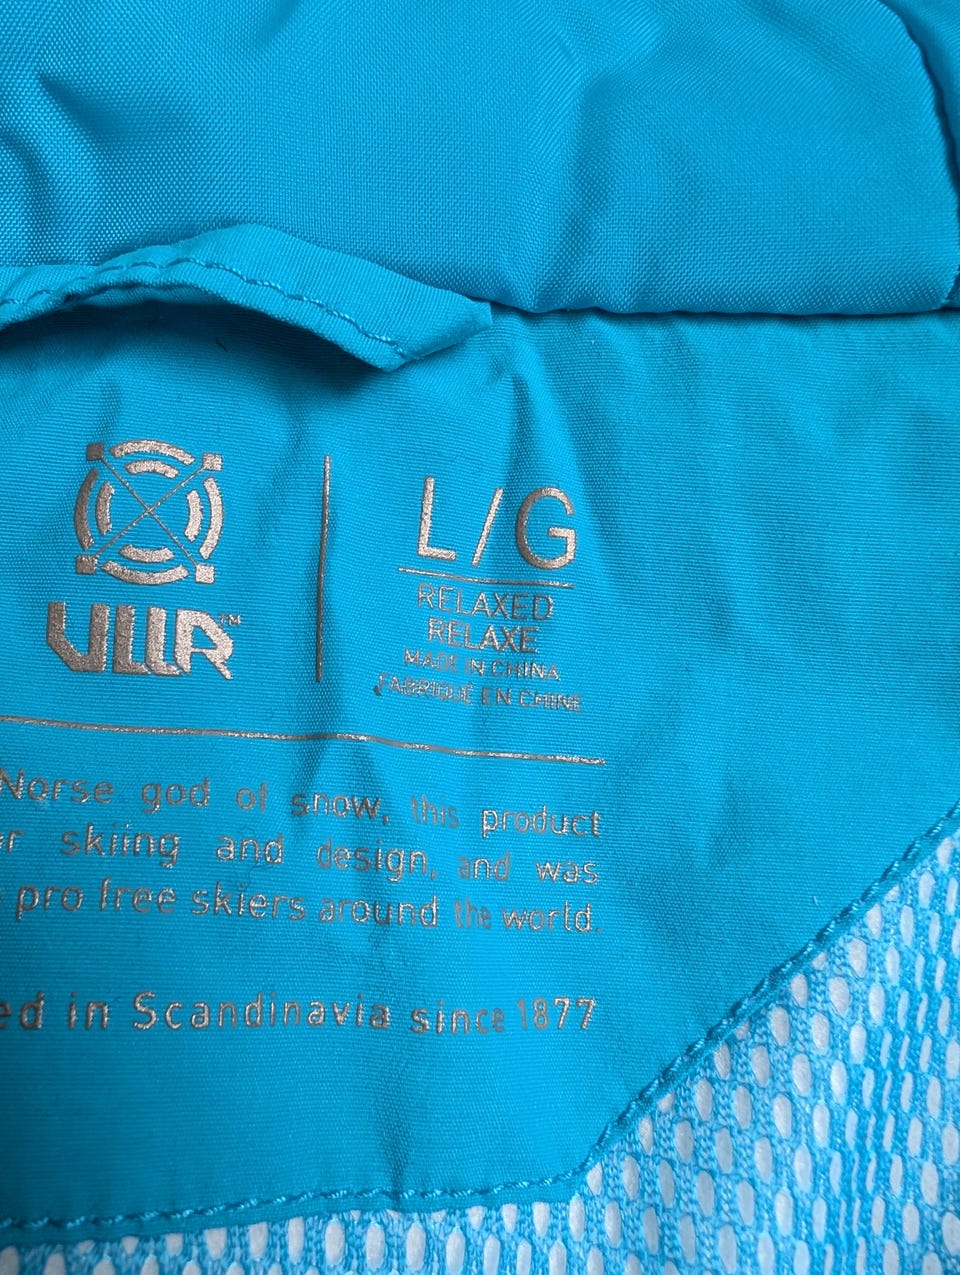 ULLR™
L/G
RELAXED
RELAXE
MADE IN CHINA
FABRIQUÉ EN CHINE
Norse god of snow, this product
skiing and design, and was
pro free skiers around the world.
ed in Scandinavia since 1877